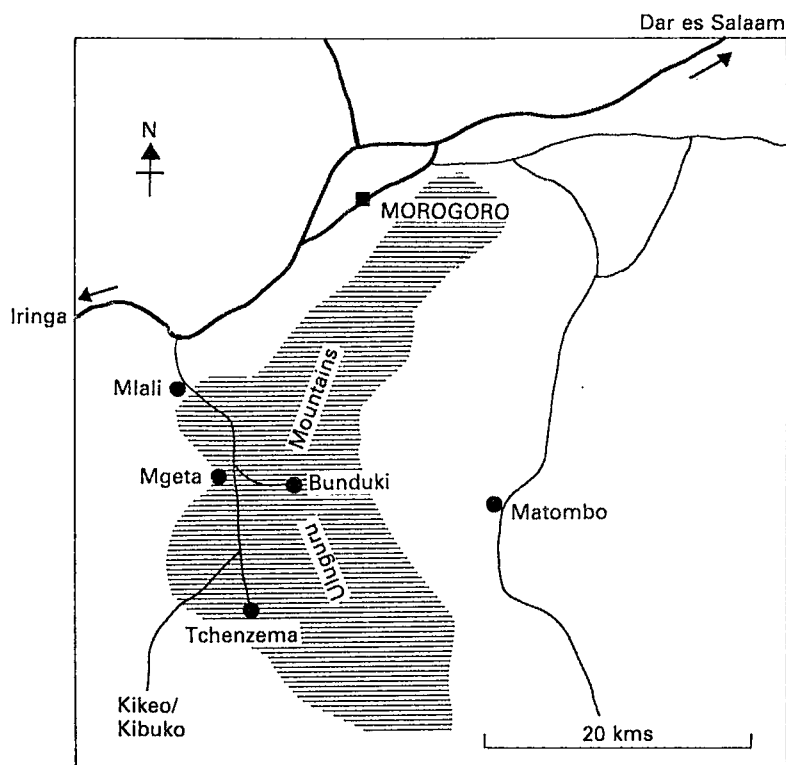 Dar es Salaam
N
MOROGORO
Iringa
Mountains
Mlali
Mgeta
Bunduki
Matombo
Uluguru
Tchenzema
Kikeo/
Kibuko
20 kms